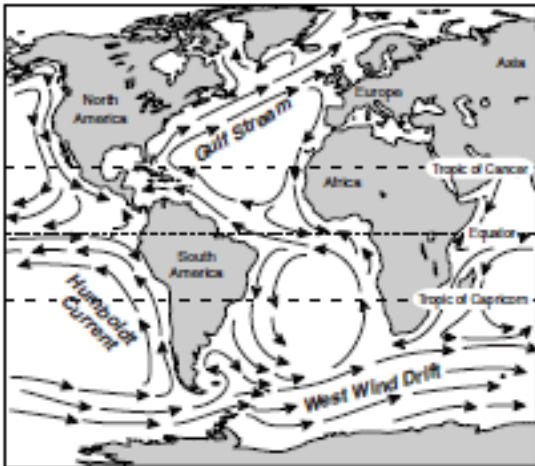 Asia
North
America
Europe
Gulf Stream
Tropic of Cancer
Africa
Equator
South
America
Humboldt
Current
Tropic of Capricorn
West Wind Drift